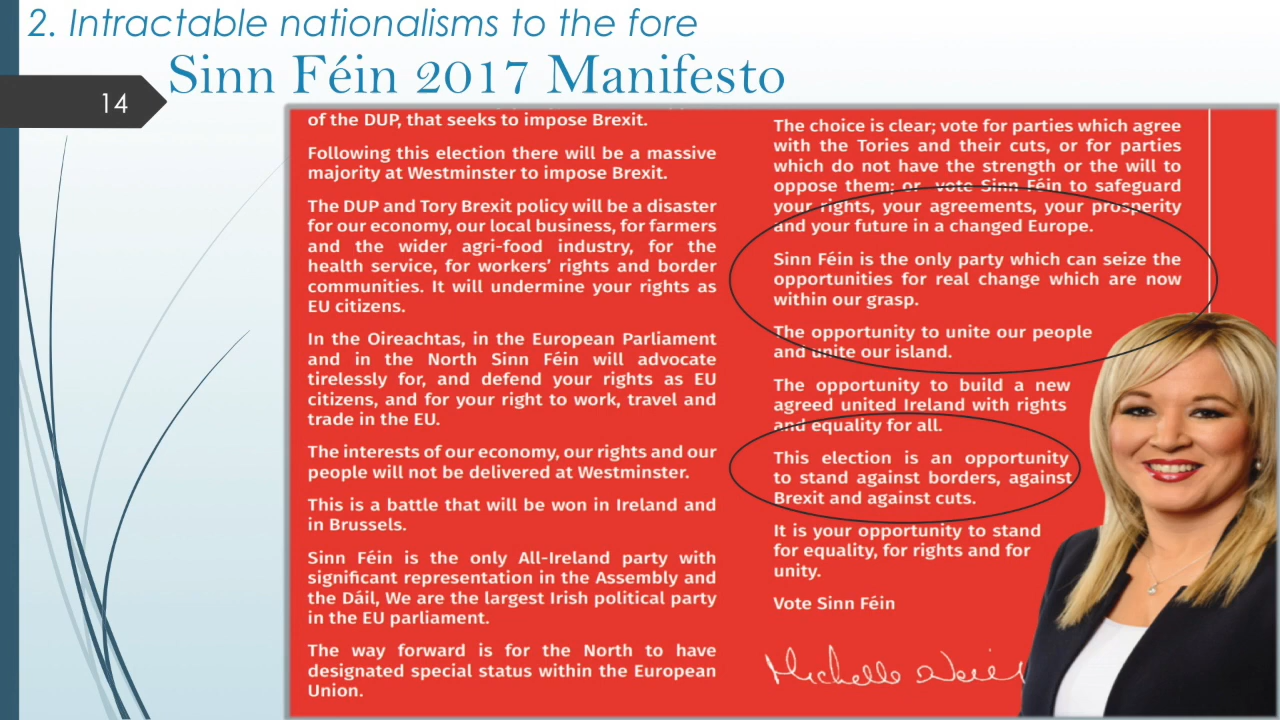 2. Intractable nationalisms to the fore
Sinn Féin 2017 Manifesto
14
of the DUP, that seeks to impose Brexit.
Following this election there will be a massive
majority at Westminster to impose Brexit.
The DUP and Tory Brexit policy will be a disaster
for our economy, our local business, for farmers
and the wider agri-food industry, for the
health service, for workers’ rights and border
communities. It will undermine your rights as
EU citizens.
In the Oireachtas, in the European Parliament
and in the North Sinn Féin will advocate
tirelessly for, and defend your rights as EU
citizens, and for your right to work, travel and
trade in the EU.
The interests of our economy, our rights and our
people will not be delivered at Westminster.
This is a battle that will be won in Ireland and
in Brussels.
Sinn Féin is the only All-Ireland party with
significant representation in the Assembly and
the Dáil, We are the largest Irish political party
in the EU parliament.
The way forward is for the North to have
designated special status within the European
Union.
The choice is clear; vote for parties which agree
with the Tories and their cuts, or for parties
which do not have the strength or the will to
oppose them; or vote Sinn Féin to safeguard
your rights, your agreements, your prosperity
and your future in a changed Europe.
Sinn Féin is the only party which can seize the
opportunities for real change which are now
within our grasp.
The opportunity to unite our people
and unite our island.
The opportunity to build a new
agreed united Ireland with rights
and equality for all.
This election is an opportunity
to stand against borders, against
Brexit and against cuts.
It is your opportunity to stand
for equality, for rights and for
unity.
Vote Sinn Féin
Michelle